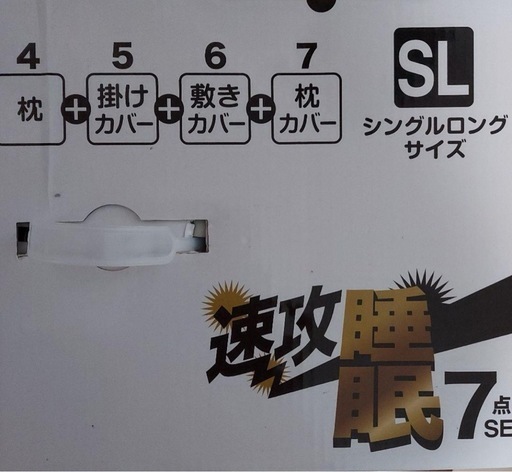 4 5 6 7
枕 + 掛け カバー + 敷き カバー + 枕 カバー
SL
シングルロング
サイズ
速攻睡眠 7点
SE